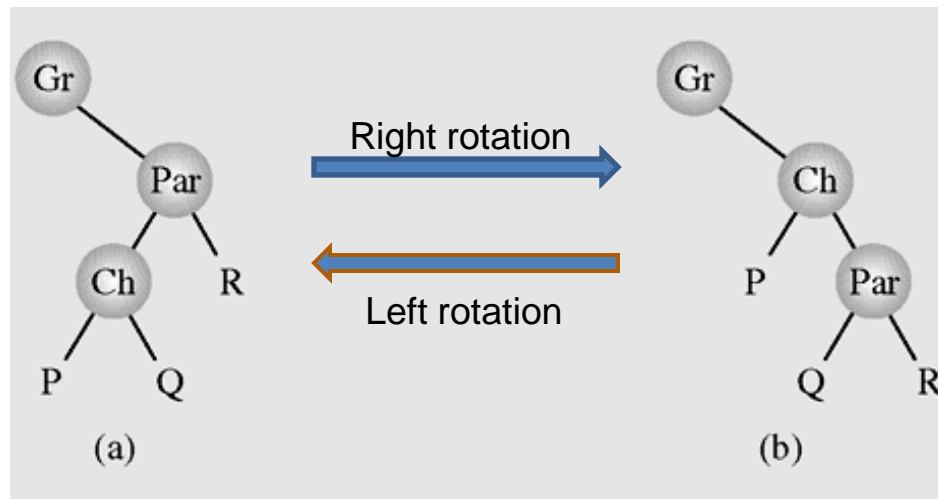 Gr
Par
Ch
R
P
Q
(a)
Right rotation
Left rotation
Gr
Ch
P
Par
Q
R
(b)